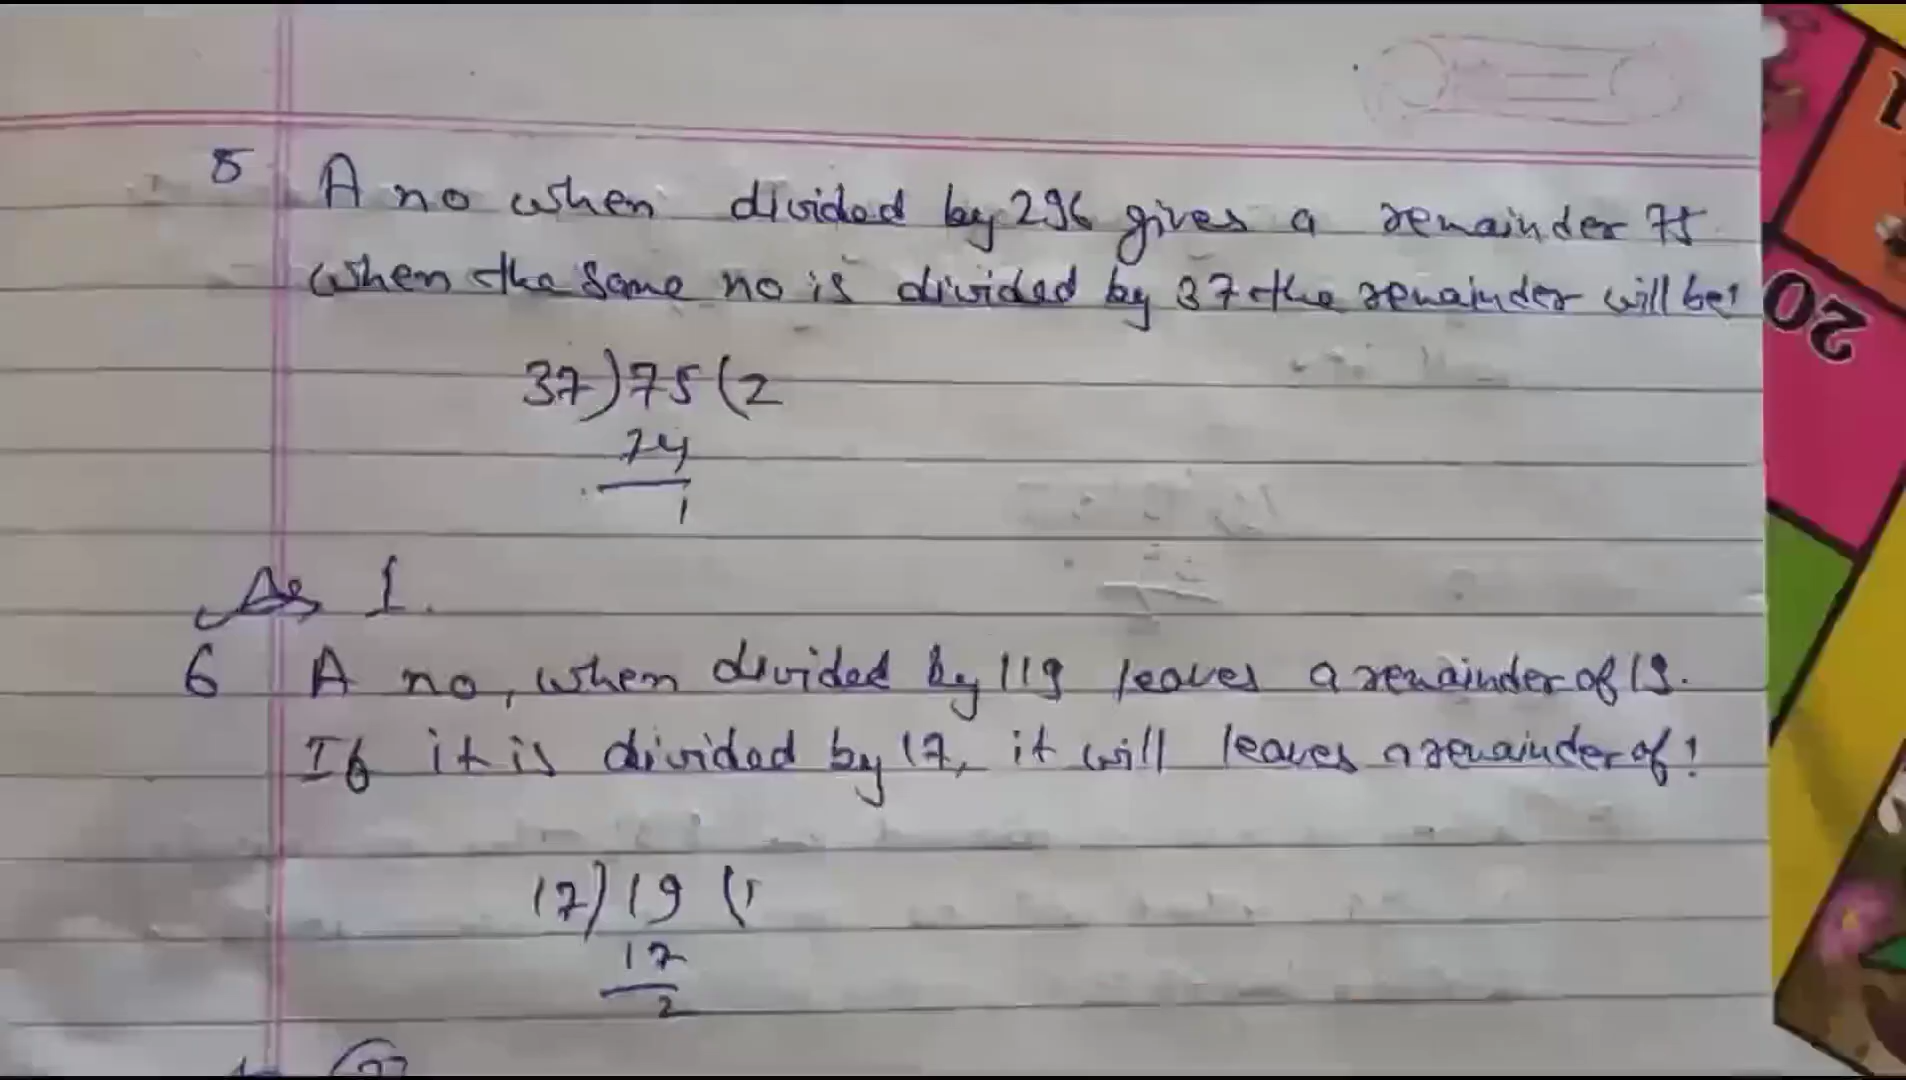 5 A no when divided by 296 gives a remainder 75
when the same no is divided by 37 the remainder will be?
37)75(2
74
1
Ans 1.
6 A no, when divided by 119 leaves a remainder of 19.
If it is divided by 17, it will leaves a remainder of?
17)19(1
17
2
20